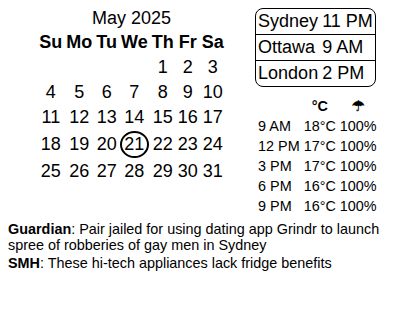 May 2025
Su Mo Tu We Th Fr Sa
1 2 3
4 5 6 7 8 9 10
11 12 13 14 15 16 17
18 19 20 21 22 23 24
25 26 27 28 29 30 31
Sydney 11 PM
Ottawa 9 AM
London 2 PM
°C ☂
9 AM 18°C 100%
12 PM 17°C 100%
3 PM 17°C 100%
6 PM 16°C 100%
9 PM 16°C 100%
Guardian: Pair jailed for using dating app Grindr to launch
spree of robberies of gay men in Sydney
SMH: These hi-tech appliances lack fridge benefits